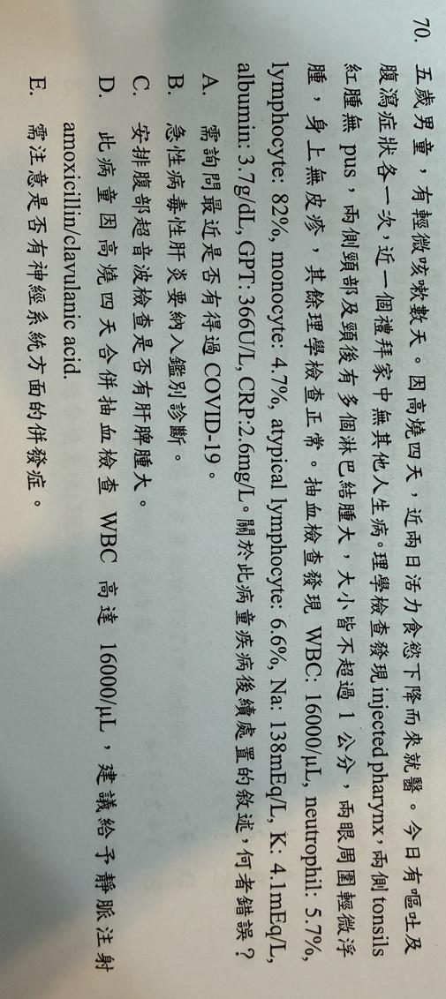 70. 五歲男童，有輕微咳嗽數天。因高燒四天，近兩日活力食慾下降而來就醫。今日有嘔吐及
腹瀉症狀各一次，近一個禮拜家中無其他人生病。理學檢查發現 injected pharynx，兩側 tonsils
紅腫無 pus，兩側頸部及頸後有多個淋巴結腫大，大小皆不超過 1 公分，兩眼周圍輕微浮
腫，身上無皮疹，其餘理學檢查正常。抽血檢查發現 WBC: 16000/μL, neutrophil: 5.7%,
lymphocyte: 82%, monocyte: 4.7%, atypical lymphocyte: 6.6%, Na: 138mEq/L, K: 4.1mEq/L,
albumin: 3.7g/dL, GPT: 366U/L, CRP:2.6mg/L。關於此病童疾病後續處置的敘述，何者錯誤？
A. 需詢問最近是否有得過 COVID-19。
B. 急性病毒性肝炎要納入鑑別診斷。
C. 安排腹部超音波檢查是否有肝脾腫大。
D. 此病童因高燒四天合併抽血檢查 WBC 高達 16000/μL，建議給予靜脈注射
amoxicillin/clavulanic acid.
E. 需注意是否有神經系統方面的併發症。